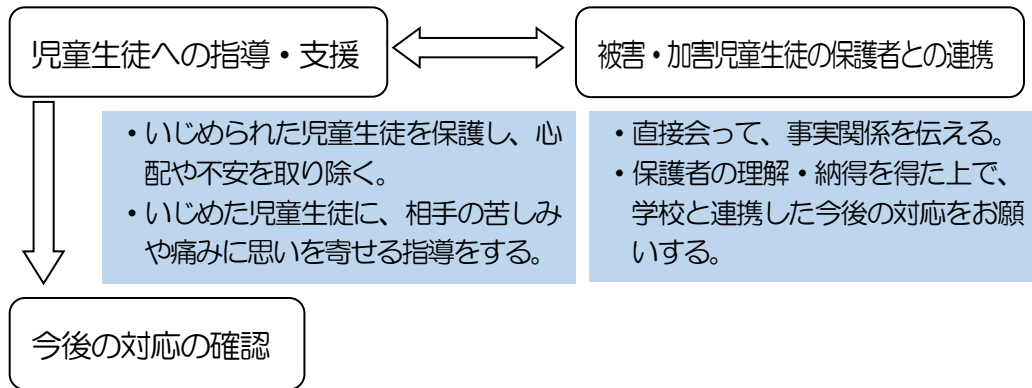 児童生徒への指導・支援
被害・加害児童生徒の保護者との連携
・いじめられた児童生徒を保護し、心
配や不安を取り除く。
・いじめた児童生徒に、相手の苦しみ
や痛みに思いを寄せる指導をする。
・直接会って、事実関係を伝える。
・保護者の理解・納得を得た上で、
学校と連携した今後の対応をお願
いする。
今後の対応の確認